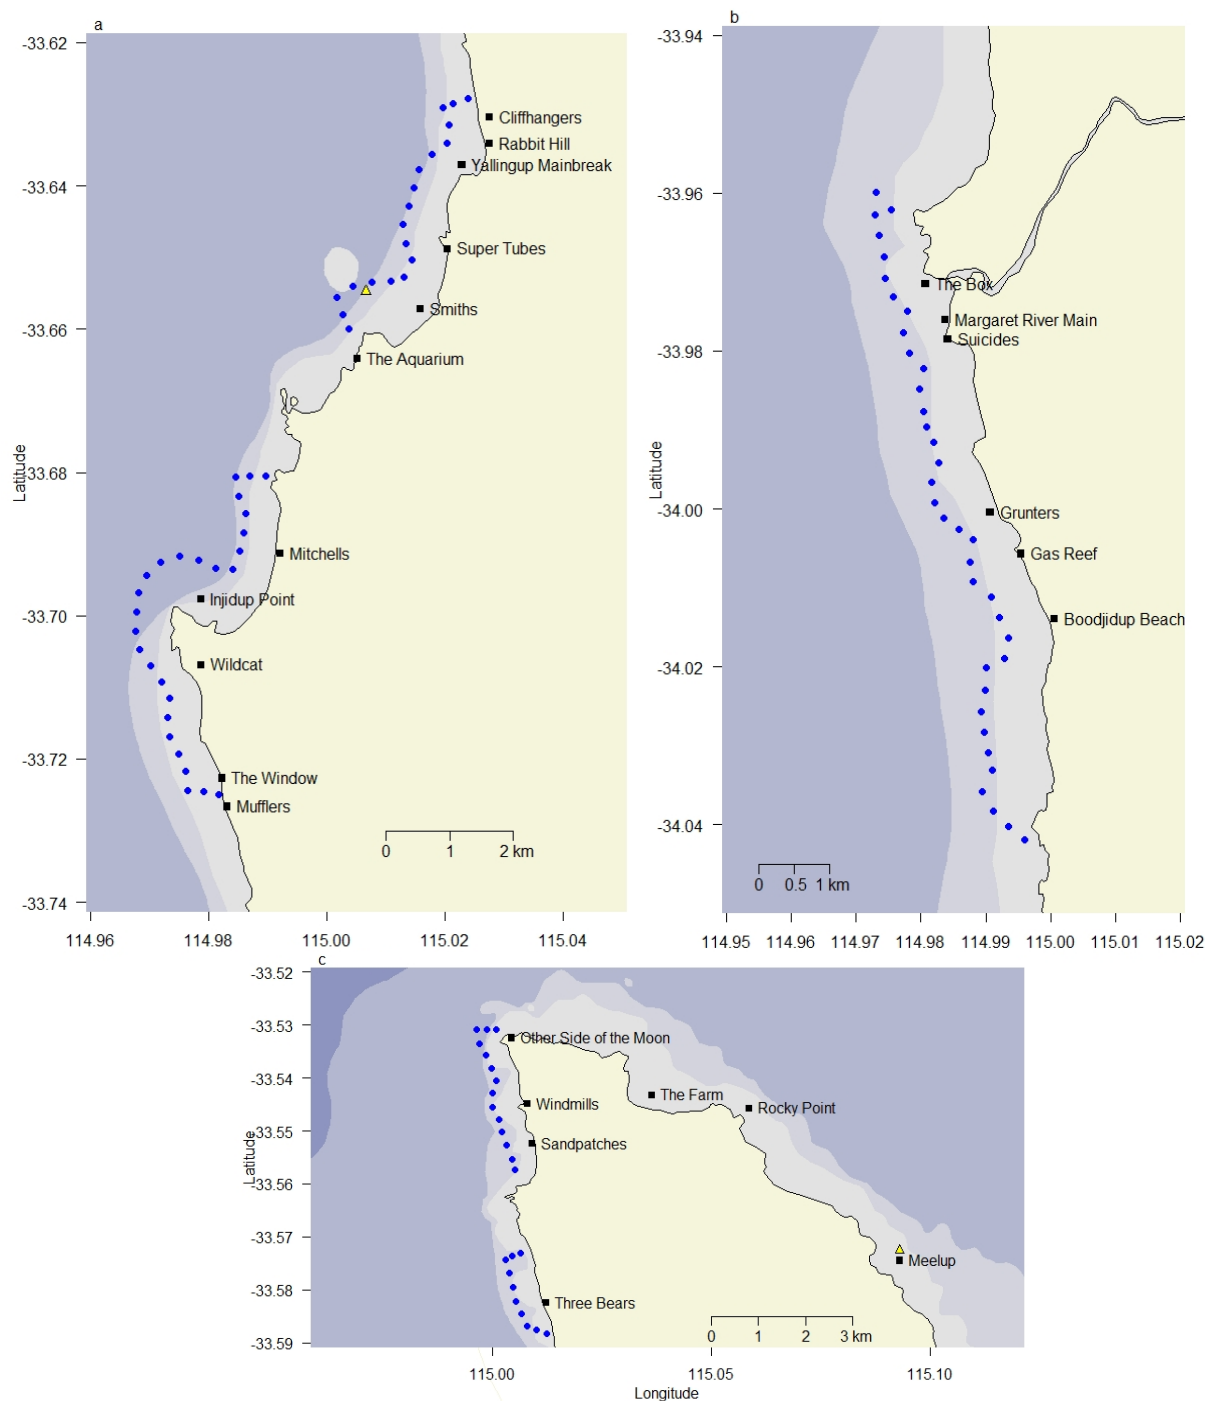 a
-33.62
-33.64
-33.66
-33.68
-33.70
-33.72
-33.74
Latitude
Cliffhangers
Rabbit Hill
Yallingup Mainbreak
Super Tubes
Smiths
The Aquarium
Mitchells
Injidup Point
Wildcat
The Window
Mufflers
0 1 2 km
114.96 114.98 115.00 115.02 115.04
b
-33.94
-33.96
-33.98
-34.00
-34.02
-34.04
Latitude
The Box
Margaret River Main
Suicides
Grunters
Gas Reef
Boodjidup Beach
0 0.5 1 km
114.95 114.96 114.97 114.98 114.99 115.00 115.01 115.02
c
-33.52
-33.53
-33.54
-33.55
-33.56
-33.57
-33.58
-33.59
Latitude
Other Side of the Moon
The Farm
Windmills
Rocky Point
Sandpatches
Meelup
Three Bears
0 1 2 3 km
115.00 115.05 115.10
Longitude